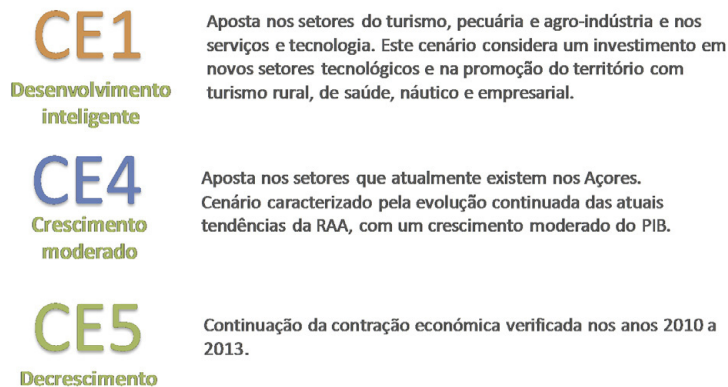 CE1
Desenvolvimento
inteligente
Aposta nos setores do turismo, pecuária e agro-indústria e nos
serviços e tecnologia. Este cenário considera um investimento em
novos setores tecnológicos e na promoção do território com
turismo rural, de saúde, náutico e empresarial.
CE4
Crescimento
moderado
Aposta nos setores que atualmente existem nos Açores.
Cenário caracterizado pela evolução continuada das atuais
tendências da RAA, com um crescimento moderado do PIB.
CE5
Decrescimento
Continuação da contração económica verificada nos anos 2010 a
2013.